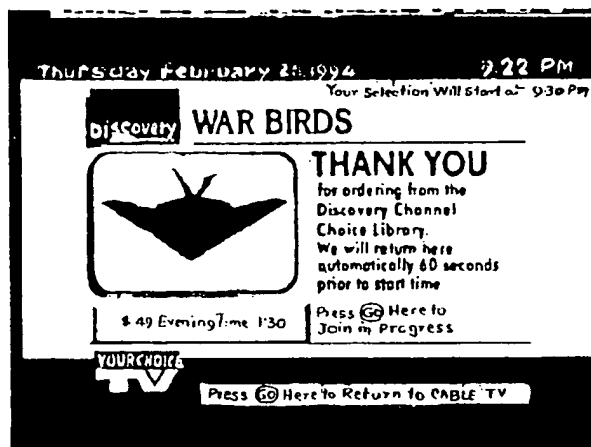 Thursday February 1994
9:22 PM
Your Selection Will Start at 9:30 PM
Discovery
WAR BIRDS
THANK YOU
for ordering from the
Discovery Channel
Choice Library.
We will return here
automatically 60 seconds
prior to start time
$ .49 Evening Time 1:30
Press Go Here to
Join in Progress
YOUR CHOICE
TV
Press Go Here to Return to CABLE TV